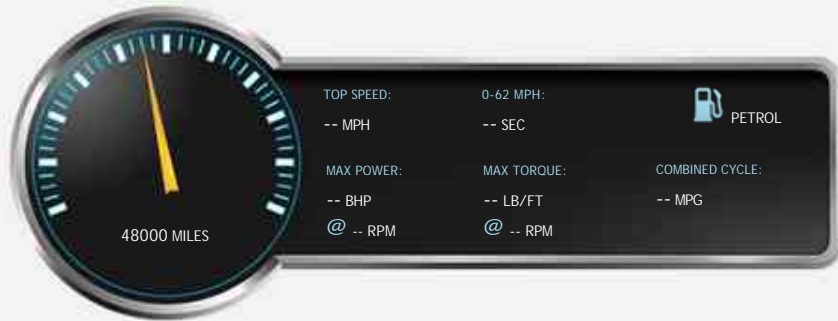 TOP SPEED:
-- MPH
0-62 MPH:
-- SEC
PETROL
MAX POWER:
-- BHP
@ -- RPM
MAX TORQUE:
-- LB/FT
@ -- RPM
COMBINED CYCLE:
-- MPG
48000 MILES